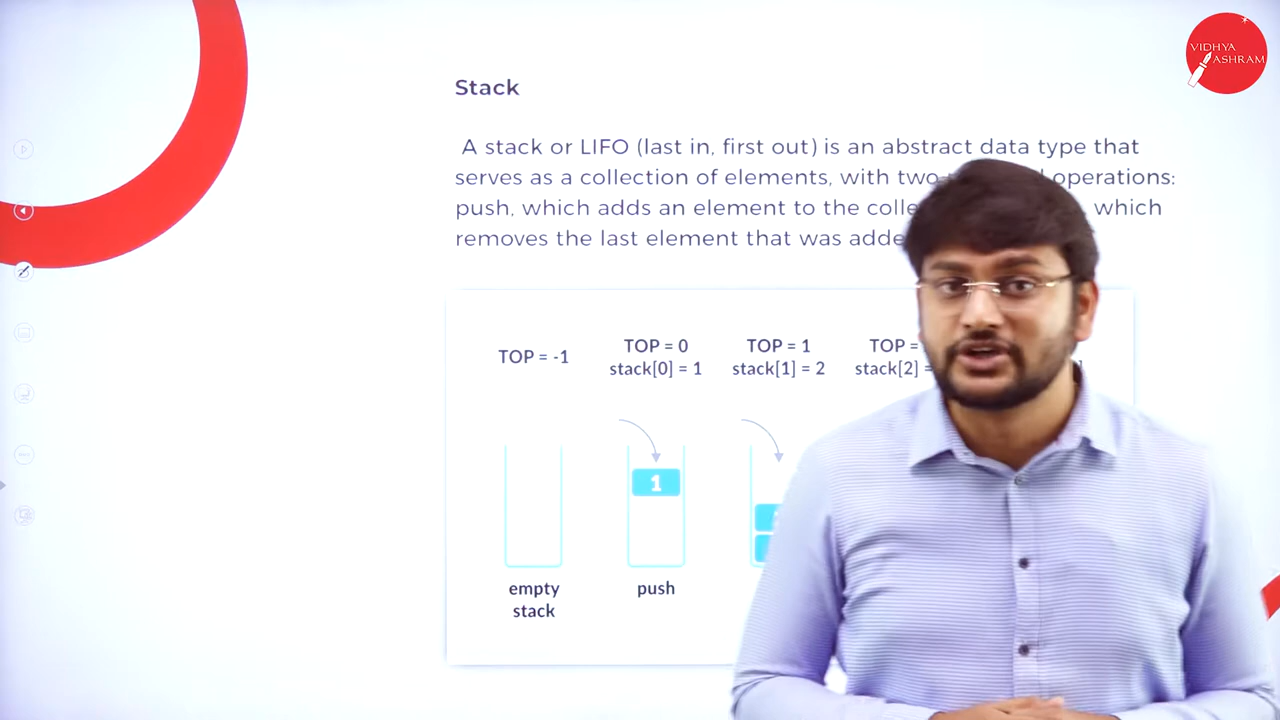 VIDHYA
ASHRAM
Stack
A stack or LIFO (last in, first out) is an abstract data type that
serves as a collection of elements, with two operations:
push, which adds an element to the which
removes the last element that was
TOP = -1
TOP = 0
stack[0] = 1
TOP = 1
stack[1] = 2
TOP =
stack[2] =
1
empty
stack
push